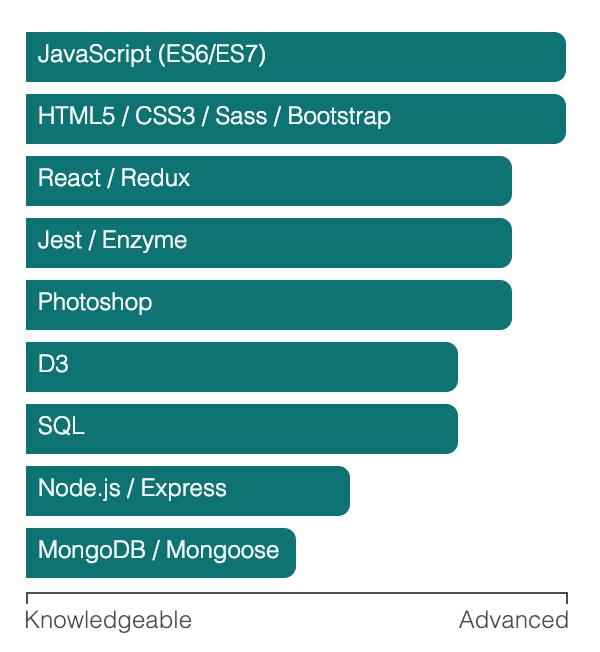 JavaScript (ES6/ES7)
HTML5 / CSS3 / Sass / Bootstrap
React / Redux
Jest / Enzyme
Photoshop
D3
SQL
Node.js / Express
MongoDB / Mongoose
Knowledgeable Advanced